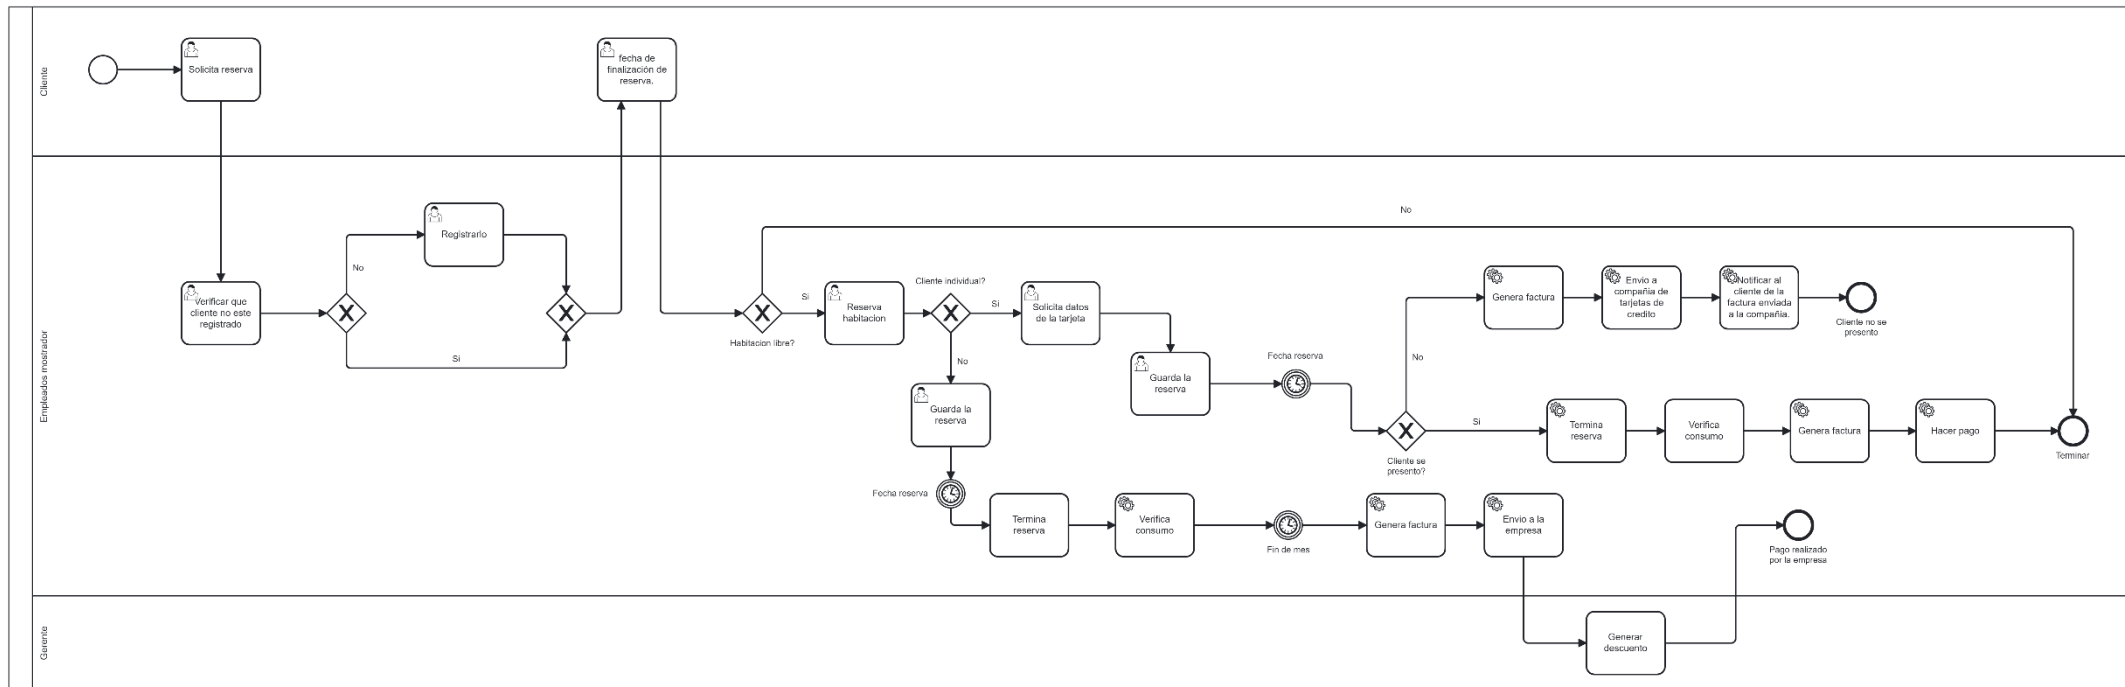 Cliente
Solicita reserva
fecha de
finalización de
reserva.
Empleados mostrador
Verificar que
cliente no este
registrado
No
Si
Registrarlo
Habitacion libre?
No
Si
Reserva
habitacion
Cliente individual?
Si
No
Solicita datos
de la tarjeta
Guarda la
reserva
Fecha reserva
Cliente se
presento?
No
Genera factura
Envio a
compañía de
tarjetas de
credito
Notificar al
cliente de la
factura enviada
a la compañía.
Cliente no se
presento
Si
Termina
reserva
Verifica
consumo
Genera factura
Hacer pago
Terminar
Guarda la
reserva
Fecha reserva
Termina
reserva
Verifica
consumo
Fin de mes
Genera factura
Envio a la
empresa
Pago realizado
por la empresa
Gerente
Generar
descuento